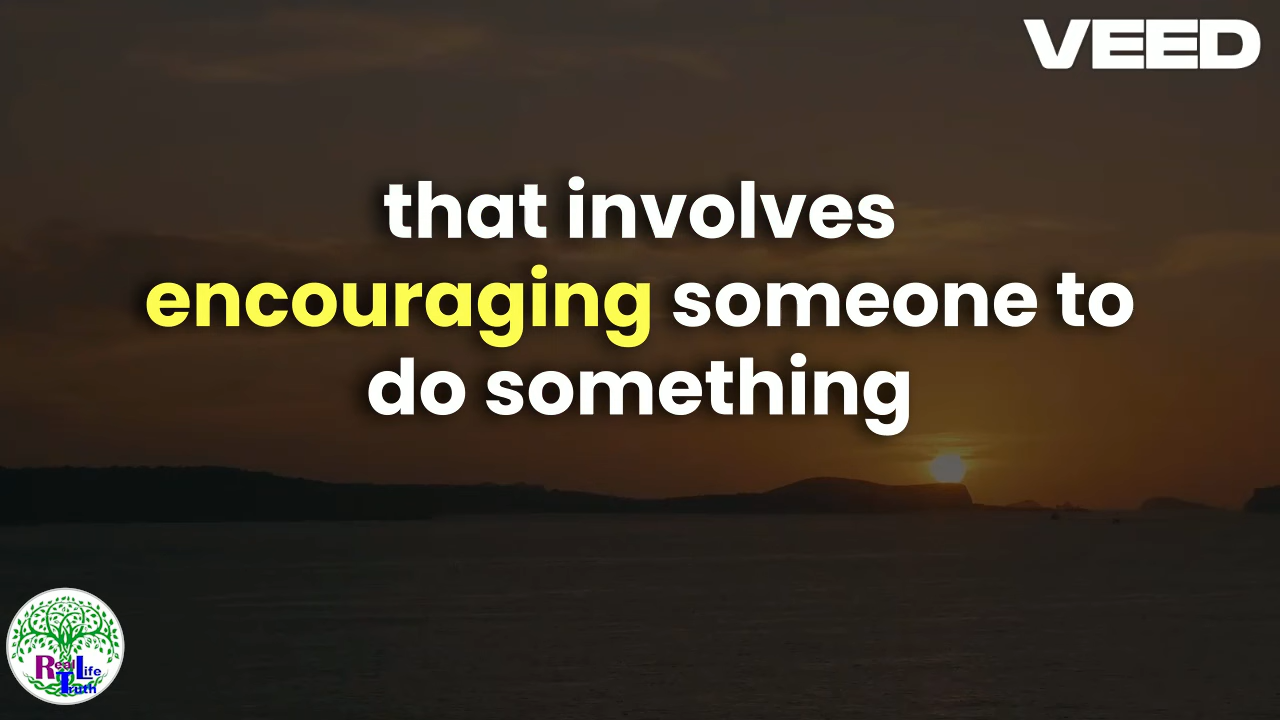 VEED
that involves
encouraging someone to
do something
Real Life
Truth